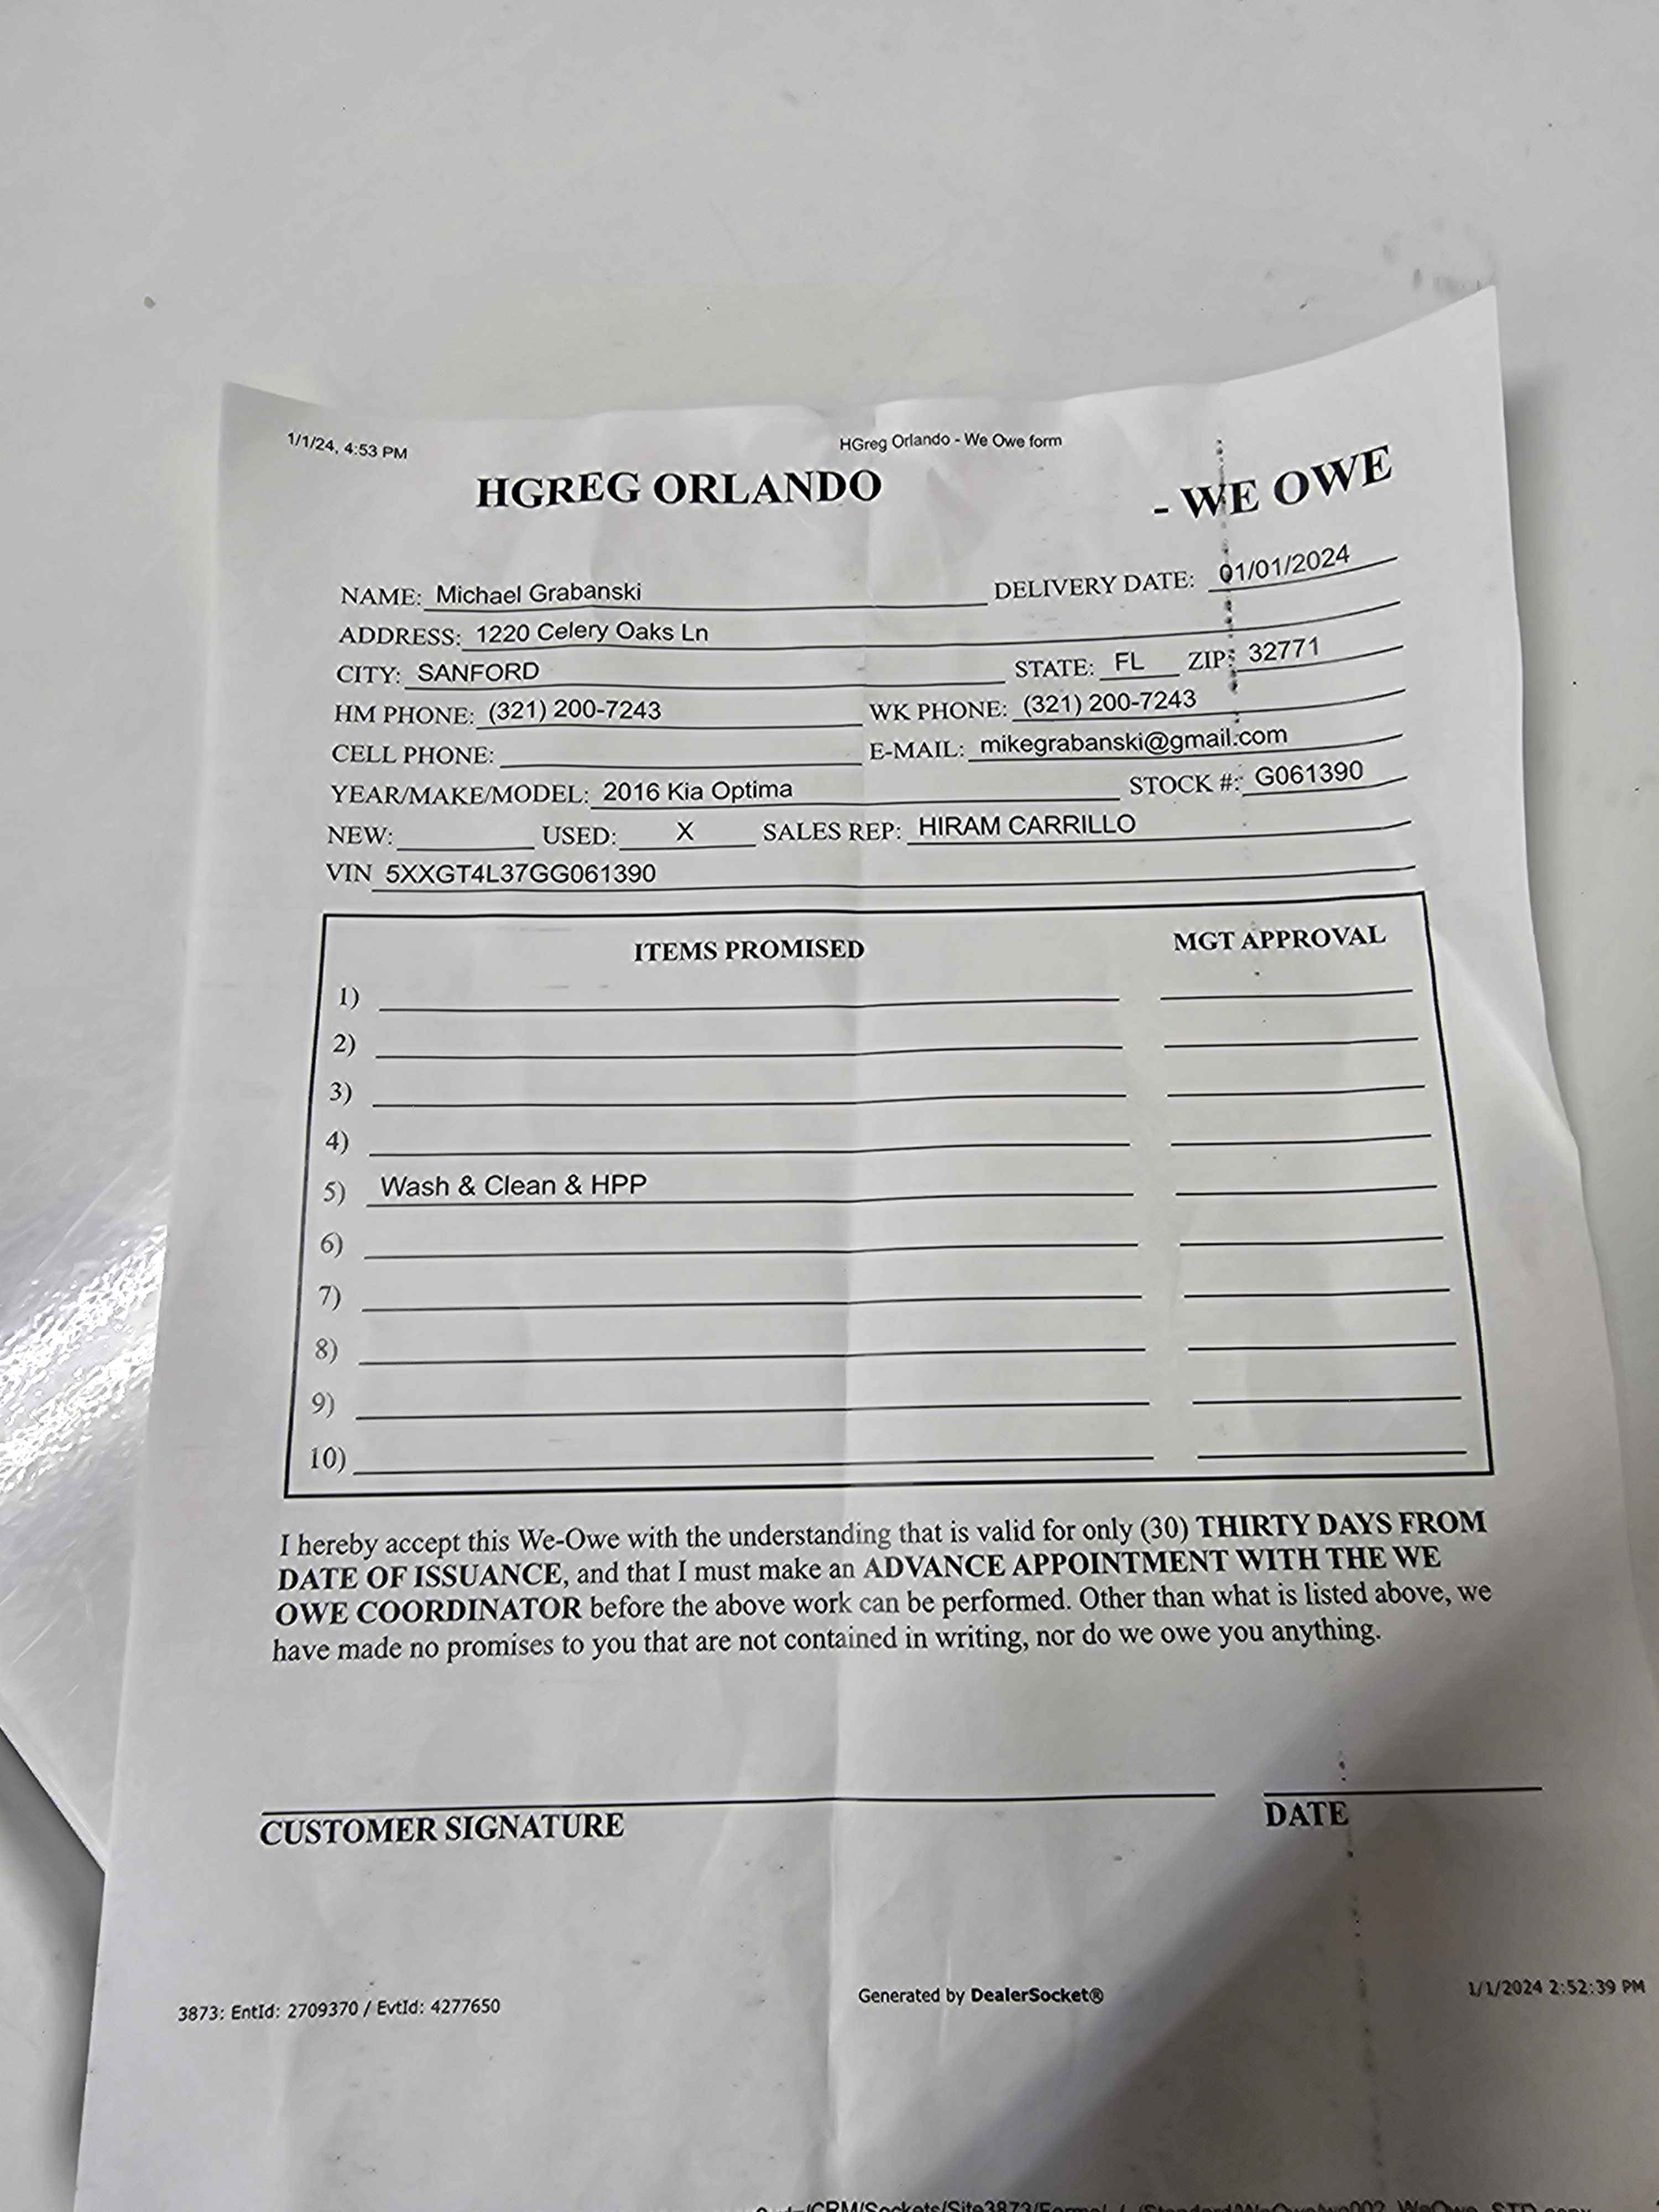 1/1/24, 4:53 PM HGreg Orlando - We Owe form
HGREG ORLANDO - WE OWE
NAME: Michael Grabanski DELIVERY DATE: 01/01/2024
ADDRESS: 1220 Celery Oaks Ln
CITY: SANFORD STATE: FL ZIP: 32771
HM PHONE: (321) 200-7243 WK PHONE: (321) 200-7243
CELL PHONE: E-MAIL: mikegrabanski@gmail.com
YEAR/MAKE/MODEL: 2016 Kia Optima STOCK #: G061390
NEW: USED: X SALES REP: HIRAM CARRILLO
VIN 5XXGT4L37GG061390
ITEMS PROMISED MGT APPROVAL
1)
2)
3)
4)
5) Wash & Clean & HPP
6)
7)
8)
9)
10)
I hereby accept this We-Owe with the understanding that is valid for only (30) THIRTY DAYS FROM
DATE OF ISSUANCE, and that I must make an ADVANCE APPOINTMENT WITH THE WE
OWE COORDINATOR before the above work can be performed. Other than what is listed above, we
have made no promises to you that are not contained in writing, nor do we owe you anything.
CUSTOMER SIGNATURE DATE
3873: EntId: 2709370 / EvtId: 4277650 Generated by DealerSocket® 1/1/2024 2:52:39 PM